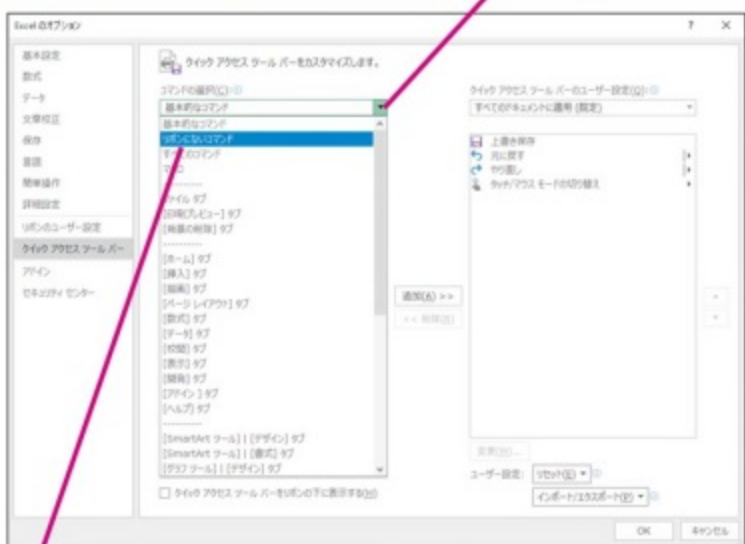 Excel のオプション
? ×
基本設定
数式
データ
文章校正
保存
言語
簡単操作
詳細設定
リボンのユーザー設定
クイック アクセス ツール バー
アドイン
セキュリティ センター
クイック アクセス ツール バーをカスタマイズします。
コマンドの選択(C):
基本的なコマンド
基本的なコマンド
リボンにないコマンド
すべてのコマンド
----------
ファイル タブ
[印刷プレビュー] タブ
[背景の削除] タブ
----------
[ホーム] タブ
[挿入] タブ
[描画] タブ
[ページ レイアウト] タブ
[数式] タブ
[データ] タブ
[校閲] タブ
[表示] タブ
[開発] タブ
[アドイン] タブ
[ヘルプ] タブ
----------
[SmartArt ツール] | [デザイン] タブ
[SmartArt ツール] | [書式] タブ
[グラフ ツール] | [デザイン] タブ
クイック アクセス ツール バーをリボンの下に表示する(H)
追加(A) >>
<< 削除(R)
クイック アクセス ツール バーのユーザー設定(Q):
すべてのドキュメントに適用 (既定)
上書き保存
元に戻す
やり直し
タッチ/マウス モードの切り替え
変更(M)...
ユーザー設定: リセット(E)
インポート/エクスポート(P)
OK キャンセル